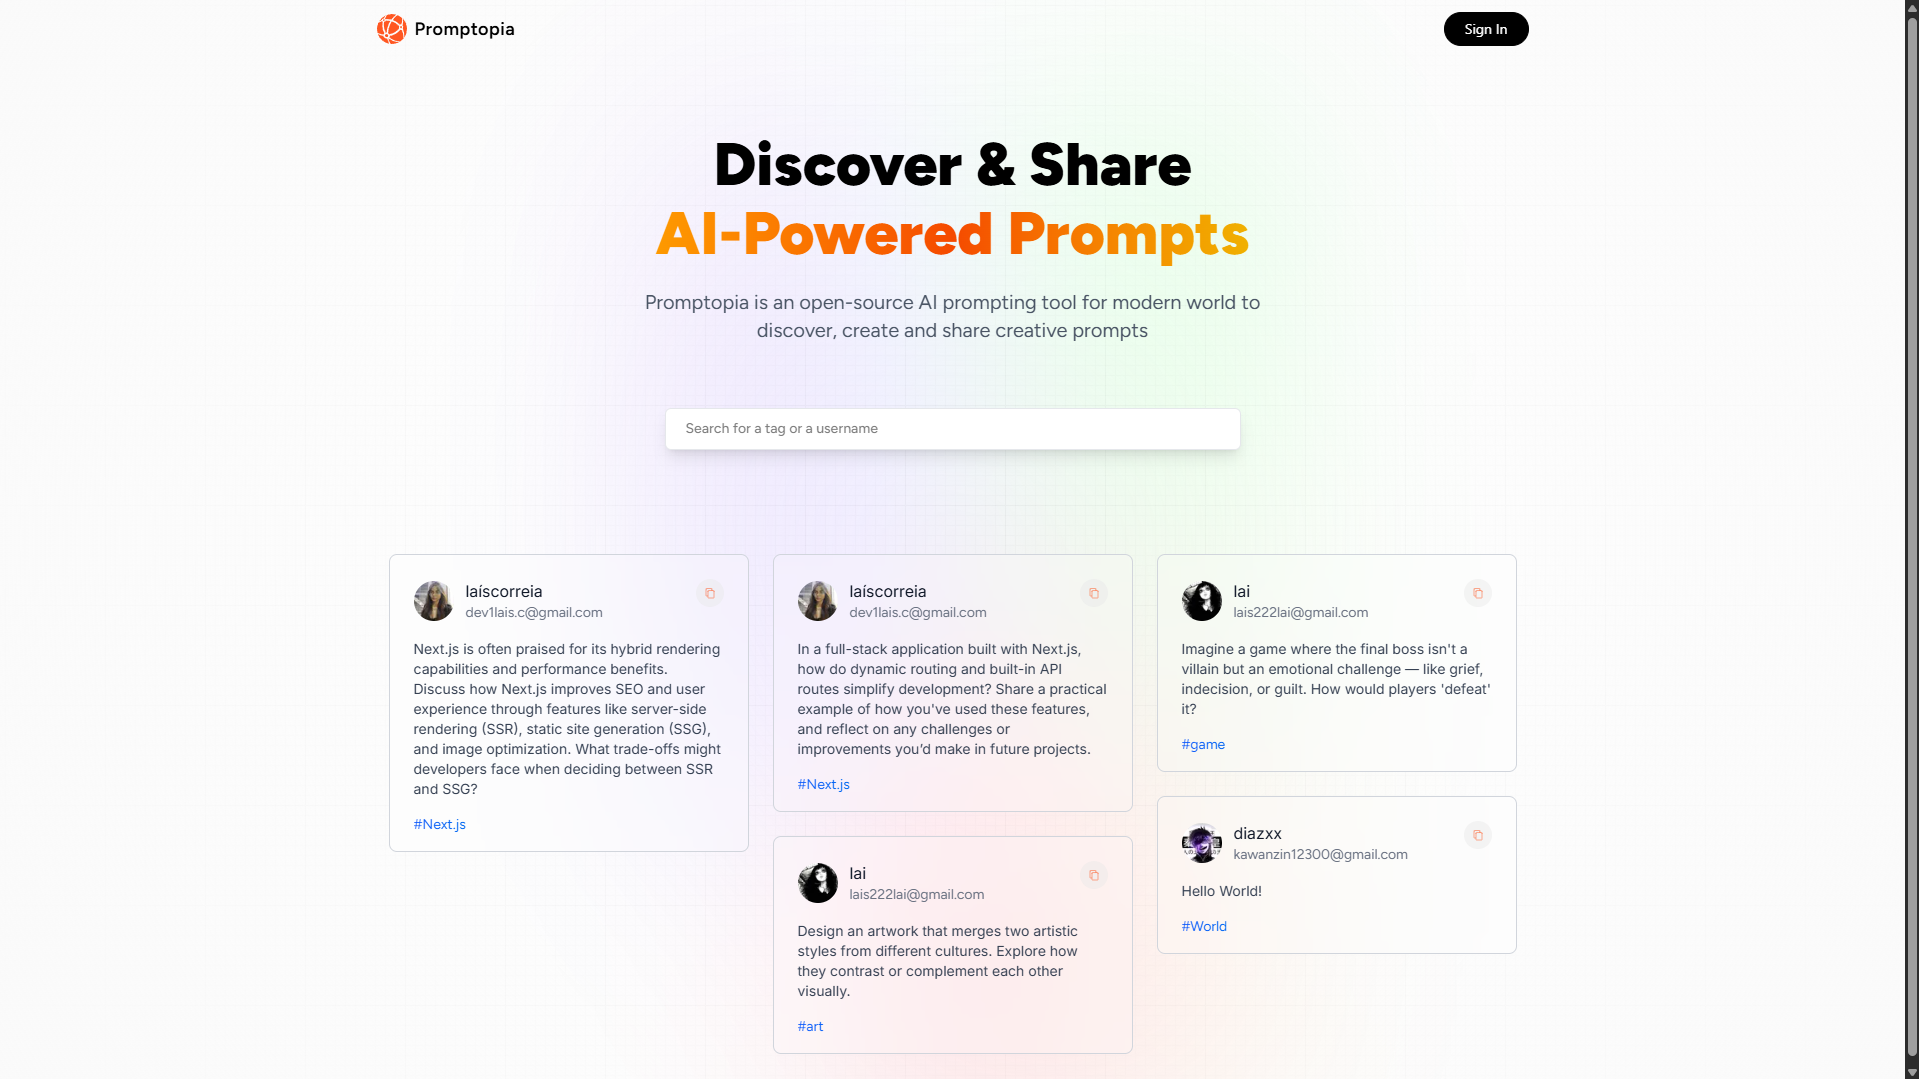 Promptopia
Sign In
Discover & Share
AI-Powered Prompts
Promptopia is an open-source AI prompting tool for modern world to
discover, create and share creative prompts
Search for a tag or a username
laíscorreia
dev1lais.c@gmail.com
Next.js is often praised for its hybrid rendering
capabilities and performance benefits.
Discuss how Next.js improves SEO and user
experience through features like server-side
rendering (SSR), static site generation (SSG),
and image optimization. What trade-offs might
developers face when deciding between SSR
and SSG?
#Next.js
laíscorreia
dev1lais.c@gmail.com
In a full-stack application built with Next.js,
how do dynamic routing and built-in API
routes simplify development? Share a practical
example of how you've used these features,
and reflect on any challenges or
improvements you’d make in future projects.
#Next.js
lai
lais222lai@gmail.com
Design an artwork that merges two artistic
styles from different cultures. Explore how
they contrast or complement each other
visually.
#art
lai
lais222lai@gmail.com
Imagine a game where the final boss isn't a
villain but an emotional challenge — like grief,
indecision, or guilt. How would players 'defeat'
it?
#game
diazxx
kawanzin12300@gmail.com
Hello World!
#World